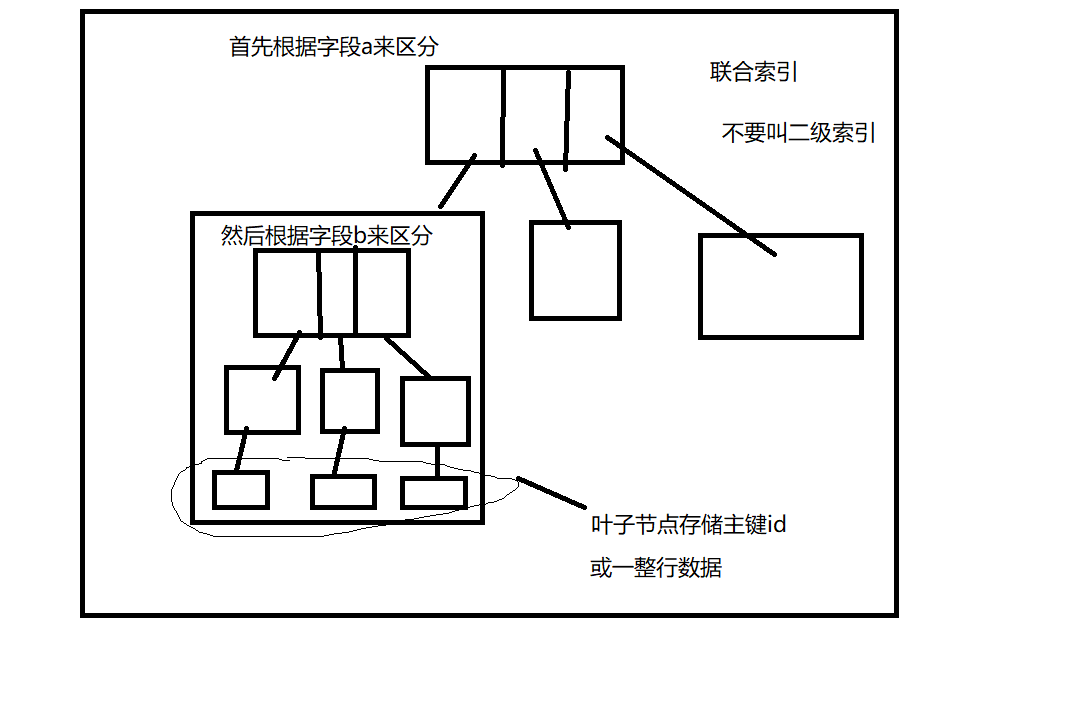 首先根据字段a来区分
联合索引
不要叫二级索引
然后根据字段b来区分
叶子节点存储主键id
或一整行数据